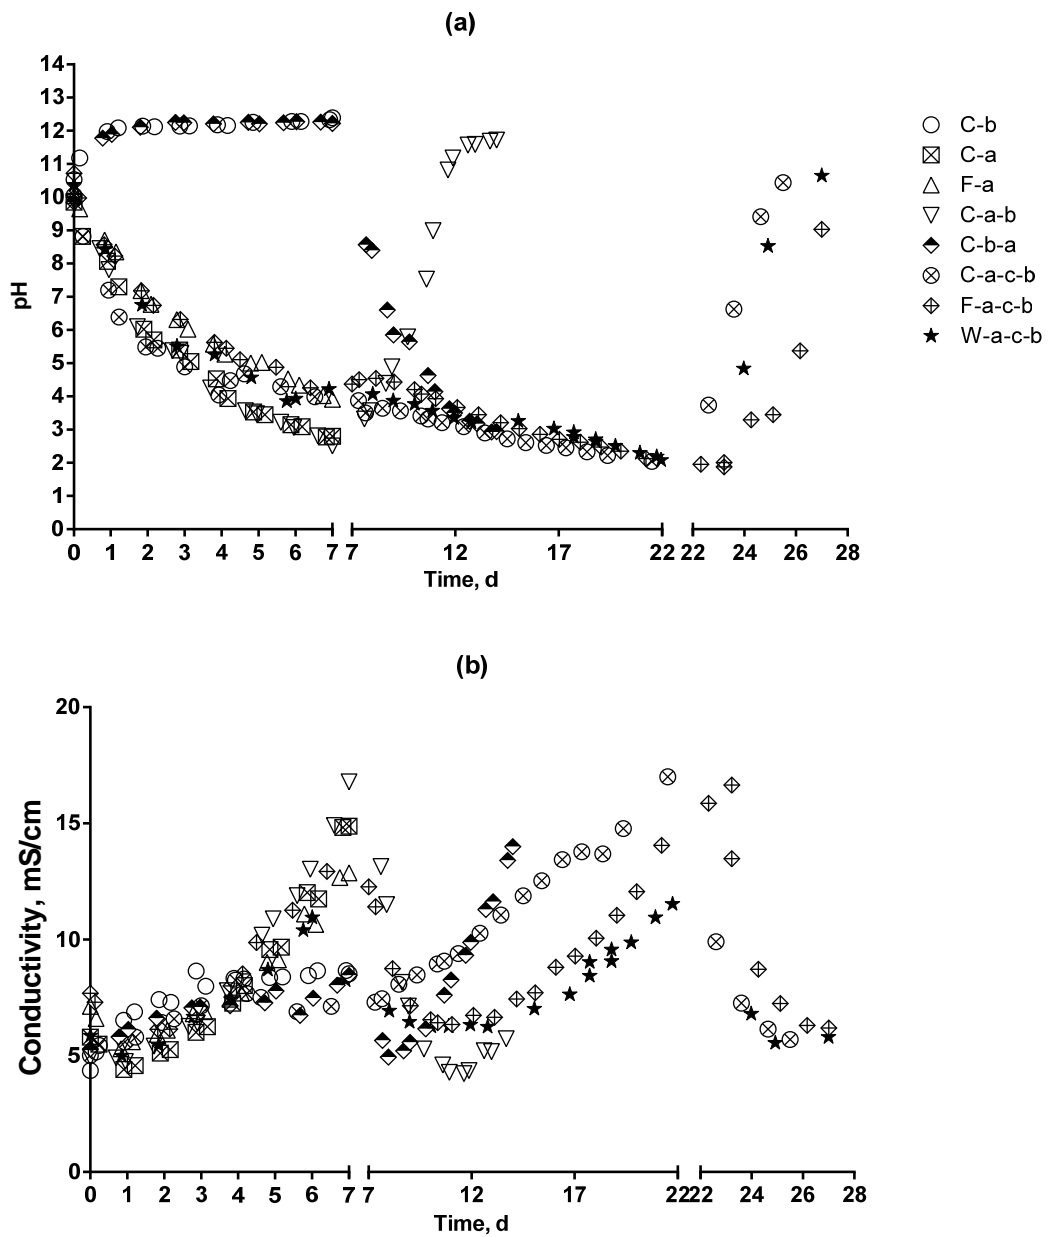 (a)
14
13
12
11
10
9
8
7
6
5
4
3
2
1
0
pH
0 1 2 3 4 5 6 7 7 12 17 22 22 24 26 28
Time, d
C-b
C-a
F-a
C-a-b
C-b-a
C-a-c-b
F-a-c-b
W-a-c-b
(b)
20
15
10
5
0
Conductivity, mS/cm
0 1 2 3 4 5 6 7 7 12 17 22 22 24 26 28
Time, d